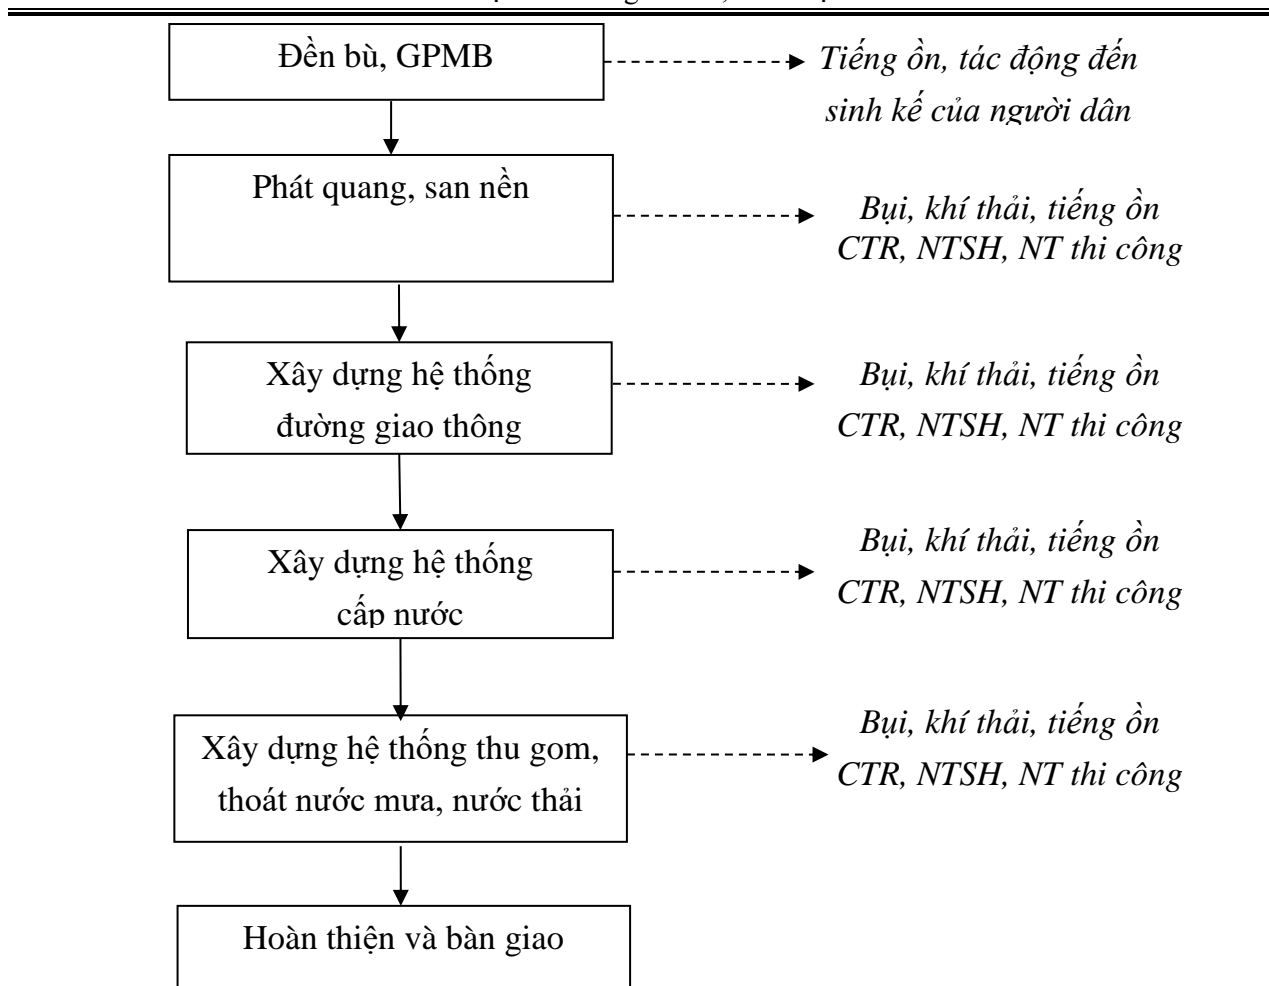 Đền bù, GPMB
Tiếng ồn, tác động đến
sinh kế của người dân
Phát quang, san nền
Bụi, khí thải, tiếng ồn
CTR, NTSH, NT thi công
Xây dựng hệ thống
đường giao thông
Bụi, khí thải, tiếng ồn
CTR, NTSH, NT thi công
Xây dựng hệ thống
cấp nước
Bụi, khí thải, tiếng ồn
CTR, NTSH, NT thi công
Xây dựng hệ thống thu gom,
thoát nước mưa, nước thải
Bụi, khí thải, tiếng ồn
CTR, NTSH, NT thi công
Hoàn thiện và bàn giao